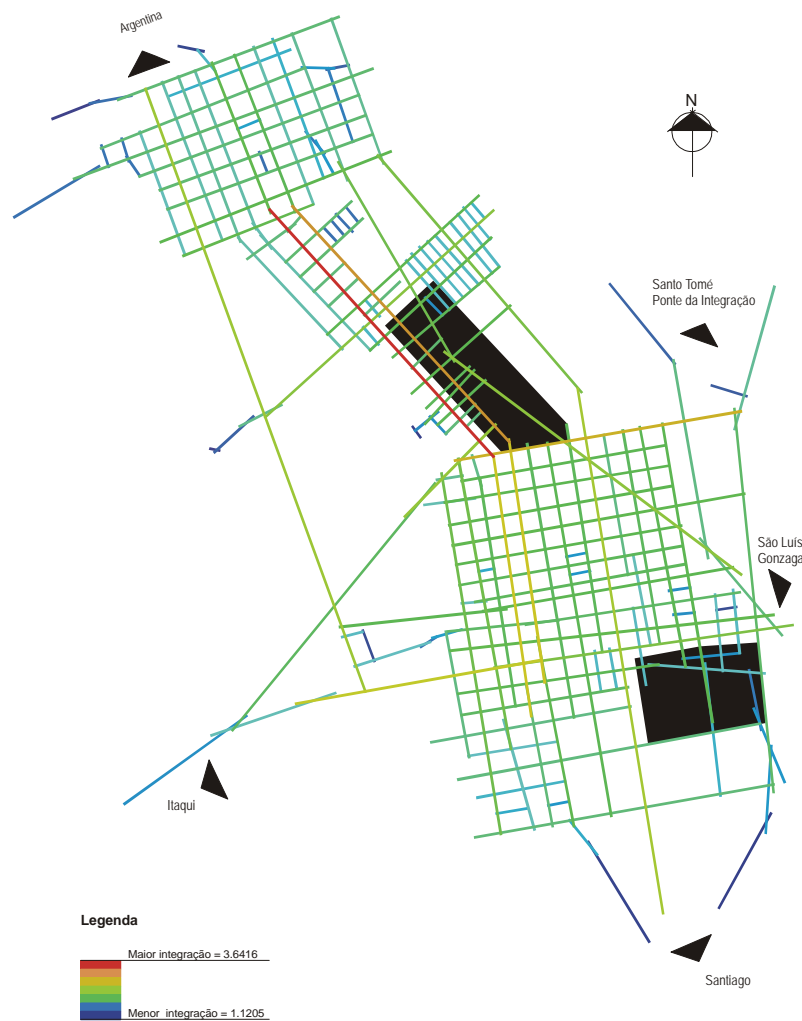 Argentina
N
Santo Tomé
Ponte da Integração
São Luís
Gonzaga
Itaqui
Legenda
Maior integração = 3.6416
Menor integração = 1.1205
Santiago